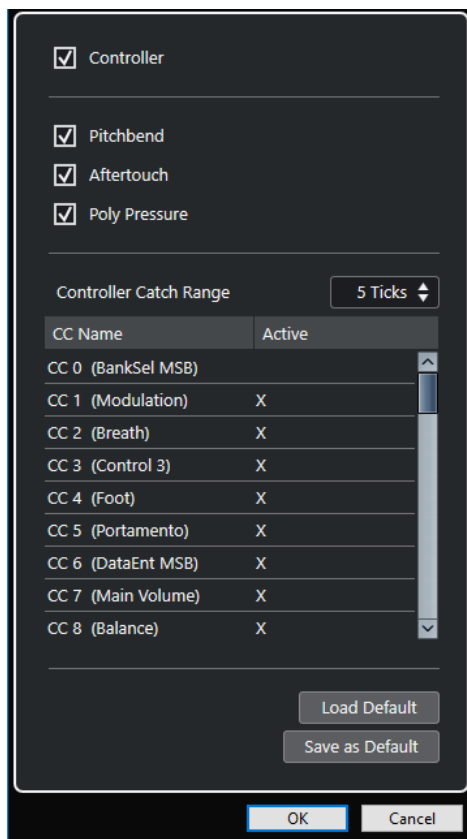 Controller
Pitchbend
Aftertouch
Poly Pressure
Controller Catch Range 5 Ticks
CC Name Active
CC 0 (BankSel MSB)
CC 1 (Modulation) X
CC 2 (Breath) X
CC 3 (Control 3) X
CC 4 (Foot) X
CC 5 (Portamento) X
CC 6 (DataEnt MSB) X
CC 7 (Main Volume) X
CC 8 (Balance) X
Load Default
Save as Default
OK Cancel